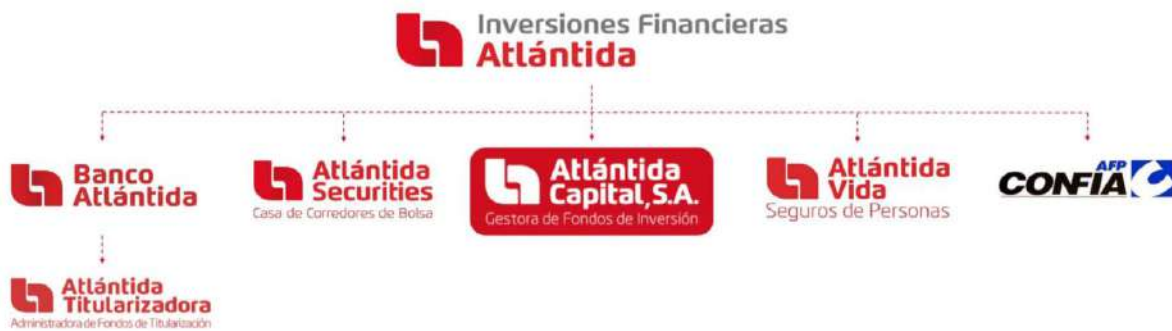 Inversiones Financieras
Atlántida
Banco
Atlántida
Atlántida
Securities
Casa de Corredores de Bolsa
Atlántida
Capital, S.A.
Gestora de Fondos de Inversión
Atlántida
Vida
Seguros de Personas
AFP
CONFÍA
Atlántida
Titularizadora
Administradora de Fondos de Titularización